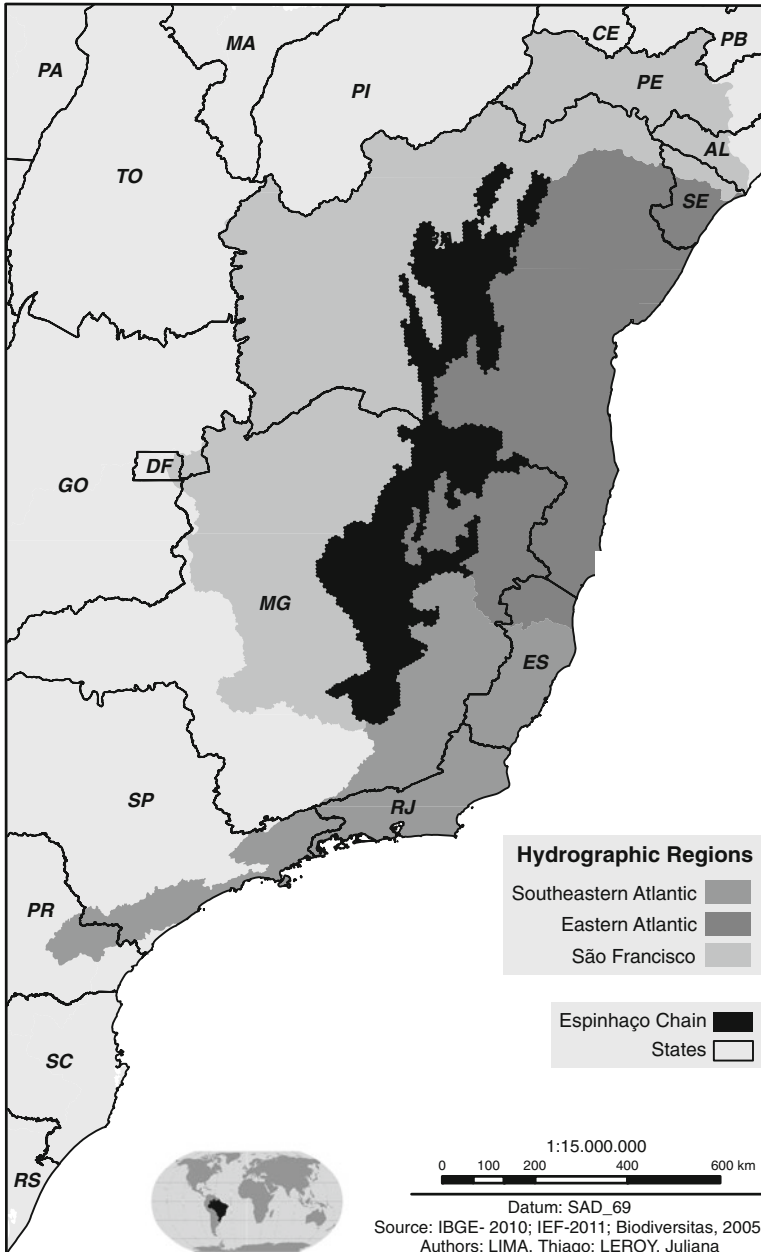 CE
MA
PB
PA
PI
PE
AL
TO
SE
DF
GO
MG
ES
SP
RJ
PR
SC
RS
Hydrographic Regions
Southeastern Atlantic
Eastern Atlantic
São Francisco
Espinhaço Chain
States
1:15.000.000
0 100 200 400 600 km
Datum: SAD_69
Source: IBGE- 2010; IEF-2011; Biodiversitas, 2005
Authors: LIMA, Thiago; LEROY, Juliana